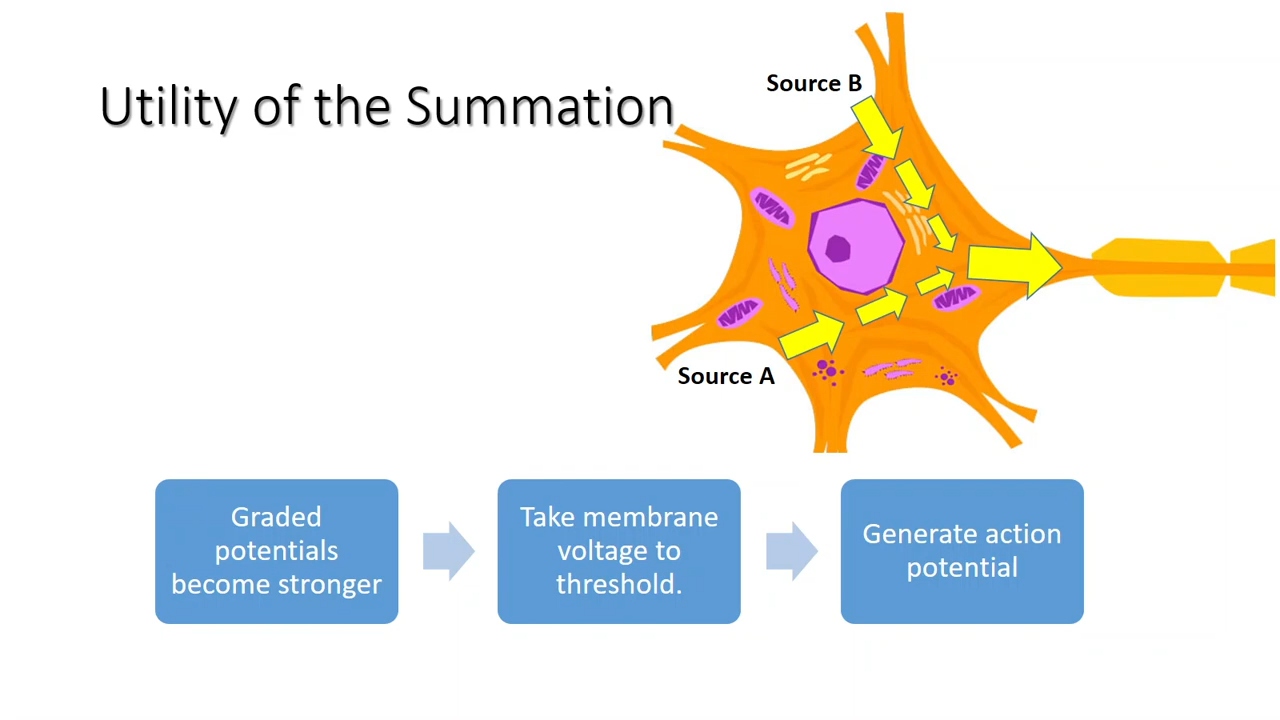 Source B
Utility of the Summation
Source A
Graded
potentials
become stronger
Take membrane
voltage to
threshold.
Generate action
potential